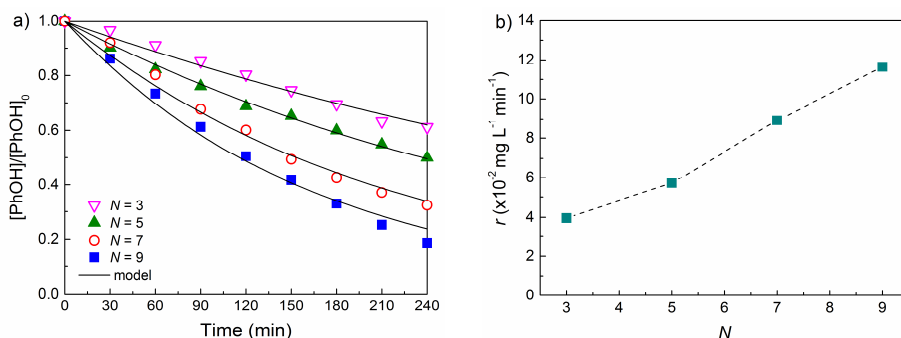 a)
[PhOH]/[PhOH]₀
1.0
0.8
0.6
0.4
0.2
0.0
N = 3
N = 5
N = 7
N = 9
model
0 30 60 90 120 150 180 210 240
Time (min)
b)
r (x10⁻² mg L⁻¹ min⁻¹)
14
12
10
8
6
4
2
0
3 4 5 6 7 8 9
N